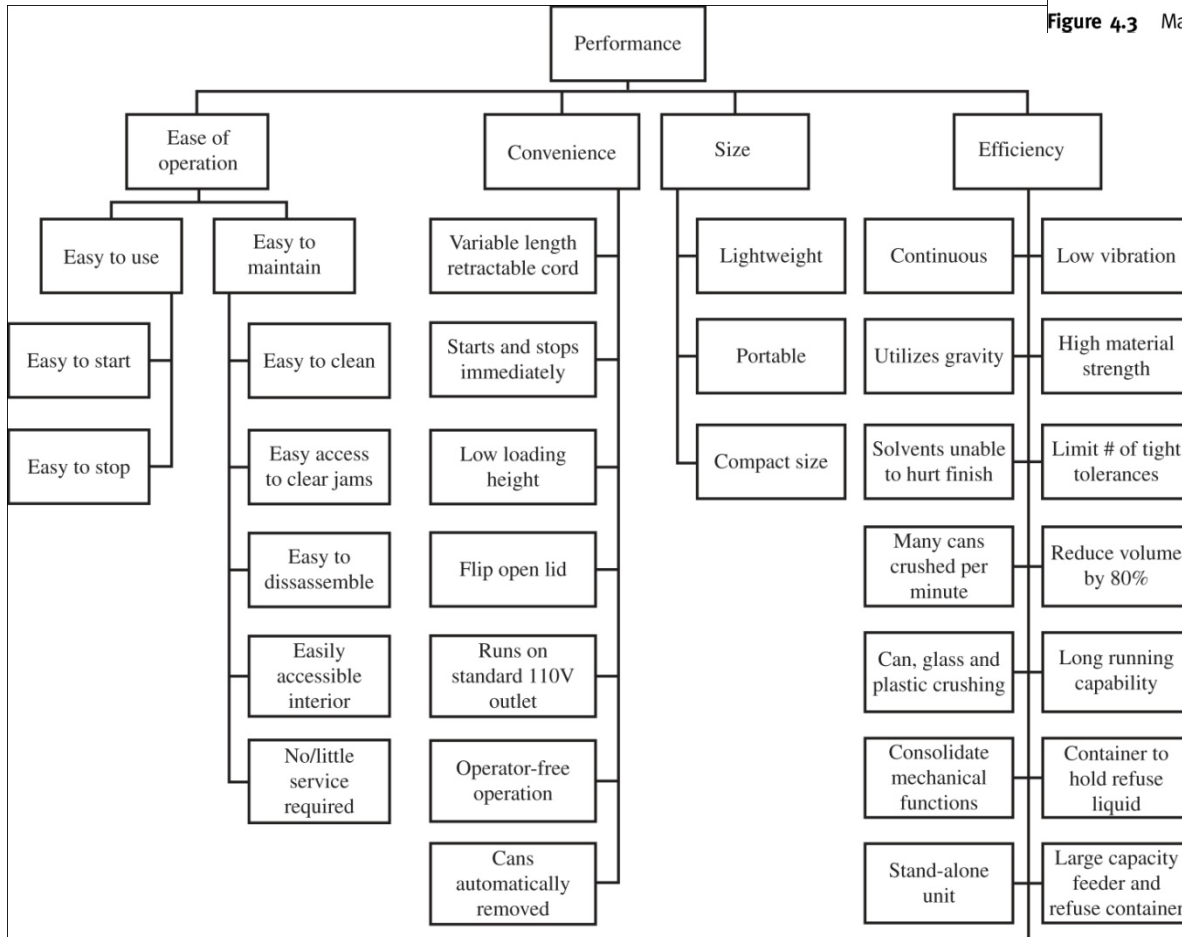 Figure 4.3 Ma
Performance
Ease of
operation
Convenience
Size
Efficiency
Easy to use
Easy to
maintain
Variable length
retractable cord
Lightweight
Continuous
Low vibration
Easy to start
Easy to clean
Starts and stops
immediately
Portable
Utilizes gravity
High material
strength
Easy to stop
Easy access
to clear jams
Low loading
height
Compact size
Solvents unable
to hurt finish
Limit # of tight
tolerances
Easy to
dissassemble
Flip open lid
Many cans
crushed per
minute
Reduce volume
by 80%
Easily
accessible
interior
Runs on
standard 110V
outlet
Can, glass and
plastic crushing
Long running
capability
No/little
service
required
Operator-free
operation
Consolidate
mechanical
functions
Container to
hold refuse
liquid
Cans
automatically
removed
Stand-alone
unit
Large capacity
feeder and
refuse container